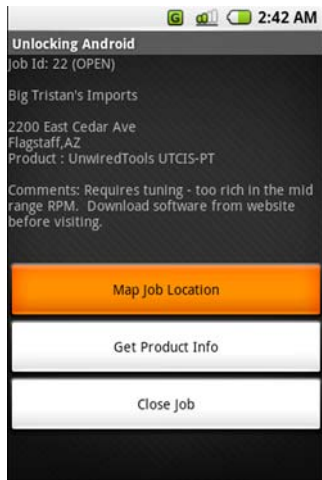 G 2:42 AM
Unlocking Android
Job Id: 22 (OPEN)
Big Tristan's Imports
2200 East Cedar Ave
Flagstaff,AZ
Product : UnwiredTools UTCIS-PT
Comments: Requires tuning - too rich in the mid
range RPM.  Download software from website
before visiting.
Map Job Location
Get Product Info
Close Job